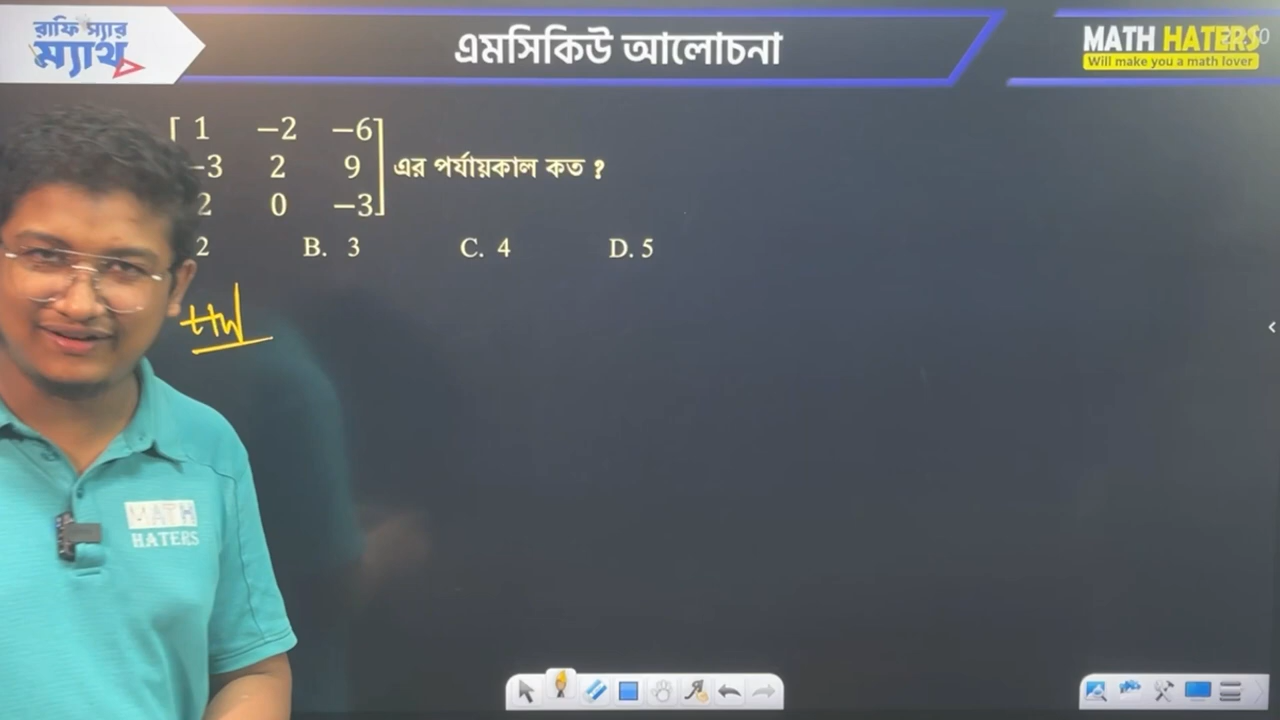 রাফি স্যার
ম্যাথ
এমসিকিউ আলোচনা
MATH HATERS
Will make you a math lover
[ 1 −2 −6]
-3 2 9 এর পর্যায়কাল কত ?
2 0 −3]
2 B. 3 C. 4 D. 5
HW
MATH
HATERS